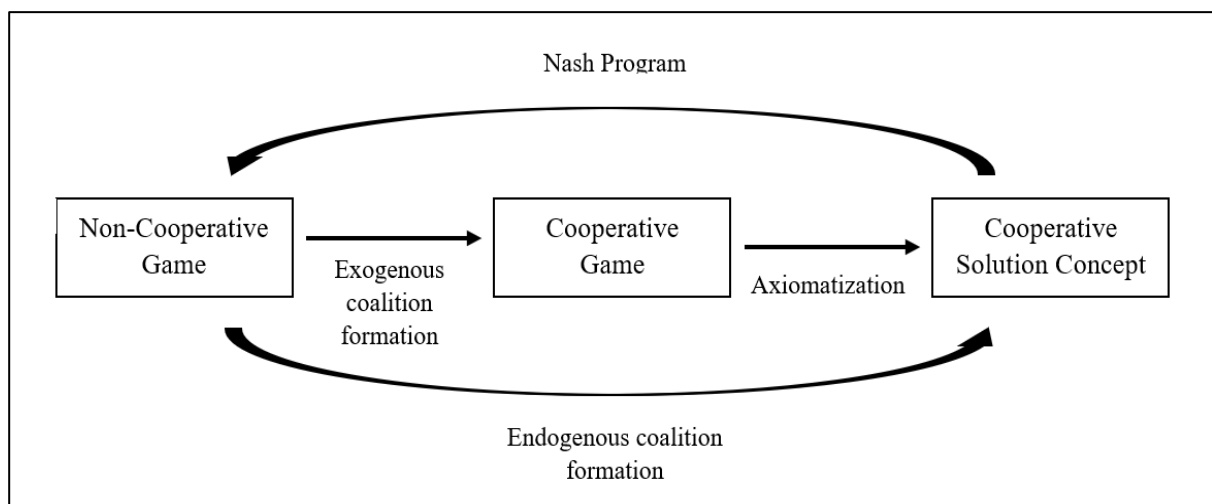 Nash Program
Non-Cooperative
Game
Cooperative
Game
Cooperative
Solution Concept
Exogenous
coalition
formation
Axiomatization
Endogenous coalition
formation